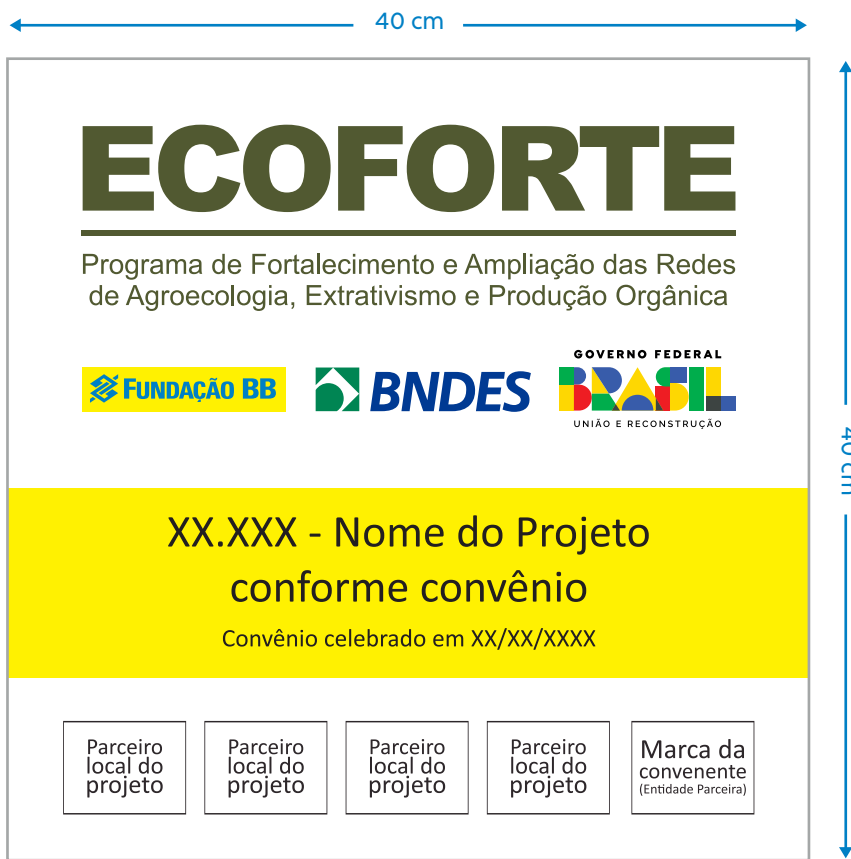 40 cm
ECOFORTE
Programa de Fortalecimento e Ampliação das Redes
de Agroecologia, Extrativismo e Produção Orgânica
FUNDAÇÃO BB
BNDES
GOVERNO FEDERAL
BRASIL
UNIÃO E RECONSTRUÇÃO
40 cm
XX.XXX - Nome do Projeto
conforme convênio
Convênio celebrado em XX/XX/XXXX
Parceiro
local do
projeto
Parceiro
local do
projeto
Parceiro
local do
projeto
Parceiro
local do
projeto
Marca da
convenente
(Entidade Parceira)